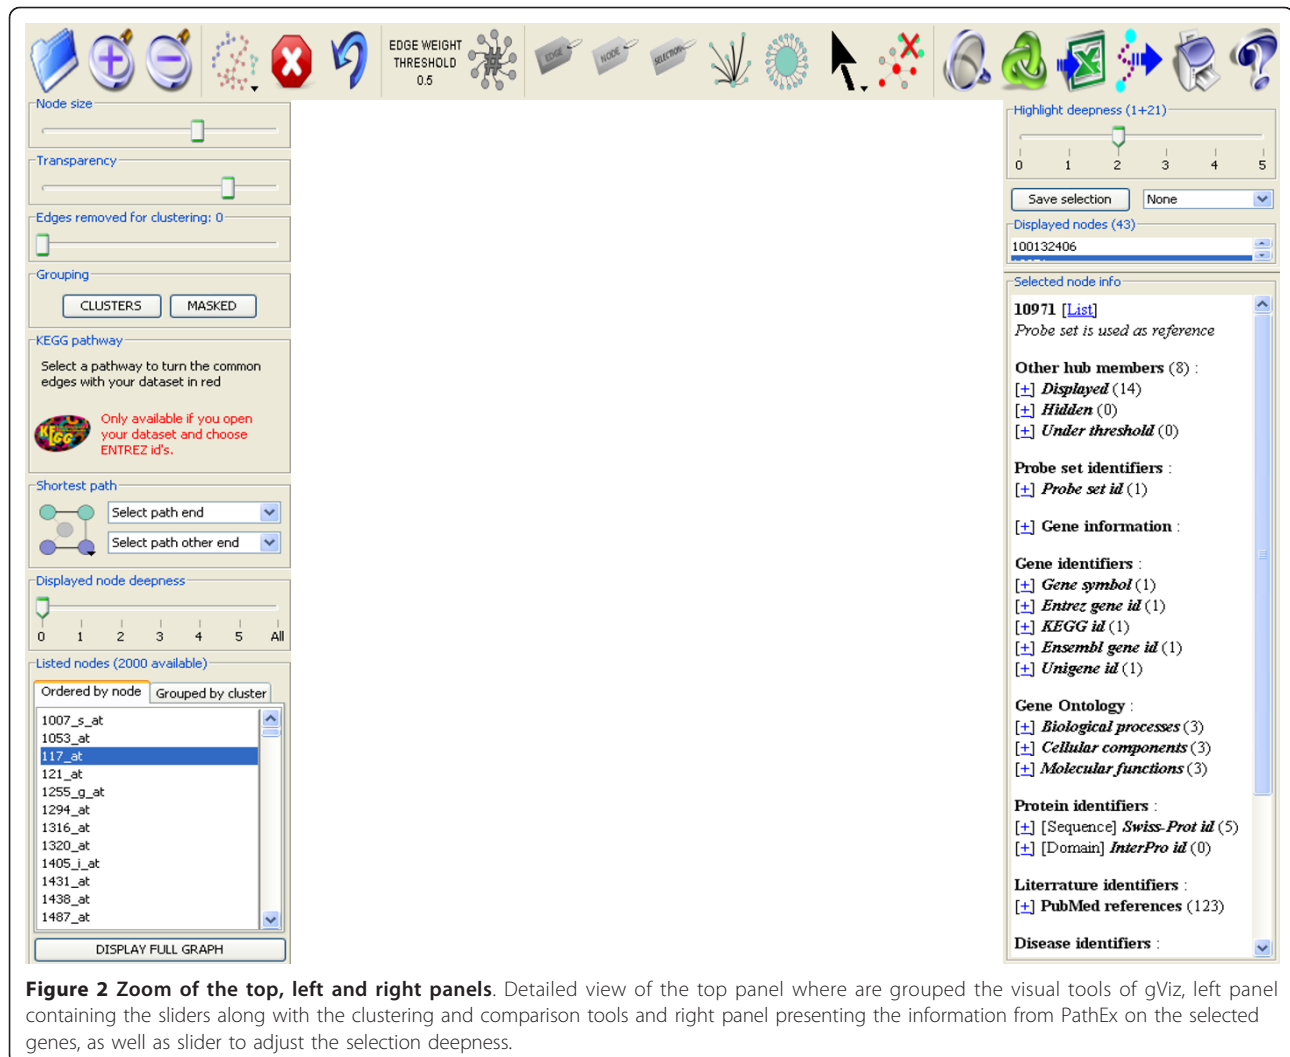 EDGE WEIGHT
THRESHOLD
0.5
EDGE
NODE
SELECTION
Node size
Transparency
Edges removed for clustering: 0
Grouping
CLUSTERS
MASKED
KEGG pathway
Select a pathway to turn the common
edges with your dataset in red
KEGG
Only available if you open
your dataset and choose
ENTREZ id's.
Shortest path
Select path end
Select path other end
Displayed node deepness
0 1 2 3 4 5 All
Listed nodes (2000 available)
Ordered by node
Grouped by cluster
1007_s_at
1053_at
117_at
121_at
1255_g_at
1294_at
1316_at
1320_at
1405_i_at
1431_at
1438_at
1487_at
DISPLAY FULL GRAPH
Highlight deepness (1+21)
0 1 2 3 4 5
Save selection
None
Displayed nodes (43)
100132406
Selected node info
10971 [List]
Probe set is used as reference
Other hub members (8) :
[+] Displayed (14)
[+] Hidden (0)
[+] Under threshold (0)
Probe set identifiers :
[+] Probe set id (1)
[+] Gene information :
Gene identifiers :
[+] Gene symbol (1)
[+] Entrez gene id (1)
[+] KEGG id (1)
[+] Ensembl gene id (1)
[+] Unigene id (1)
Gene Ontology :
[+] Biological processes (3)
[+] Cellular components (3)
[+] Molecular functions (3)
Protein identifiers :
[+] [Sequence] Swiss-Prot id (5)
[+] [Domain] InterPro id (0)
Literrature identifiers :
[+] PubMed references (123)
Disease identifiers :
Figure 2 Zoom of the top, left and right panels. Detailed view of the top panel where are grouped the visual tools of gViz, left panel
containing the sliders along with the clustering and comparison tools and right panel presenting the information from PathEx on the selected
genes, as well as slider to adjust the selection deepness.